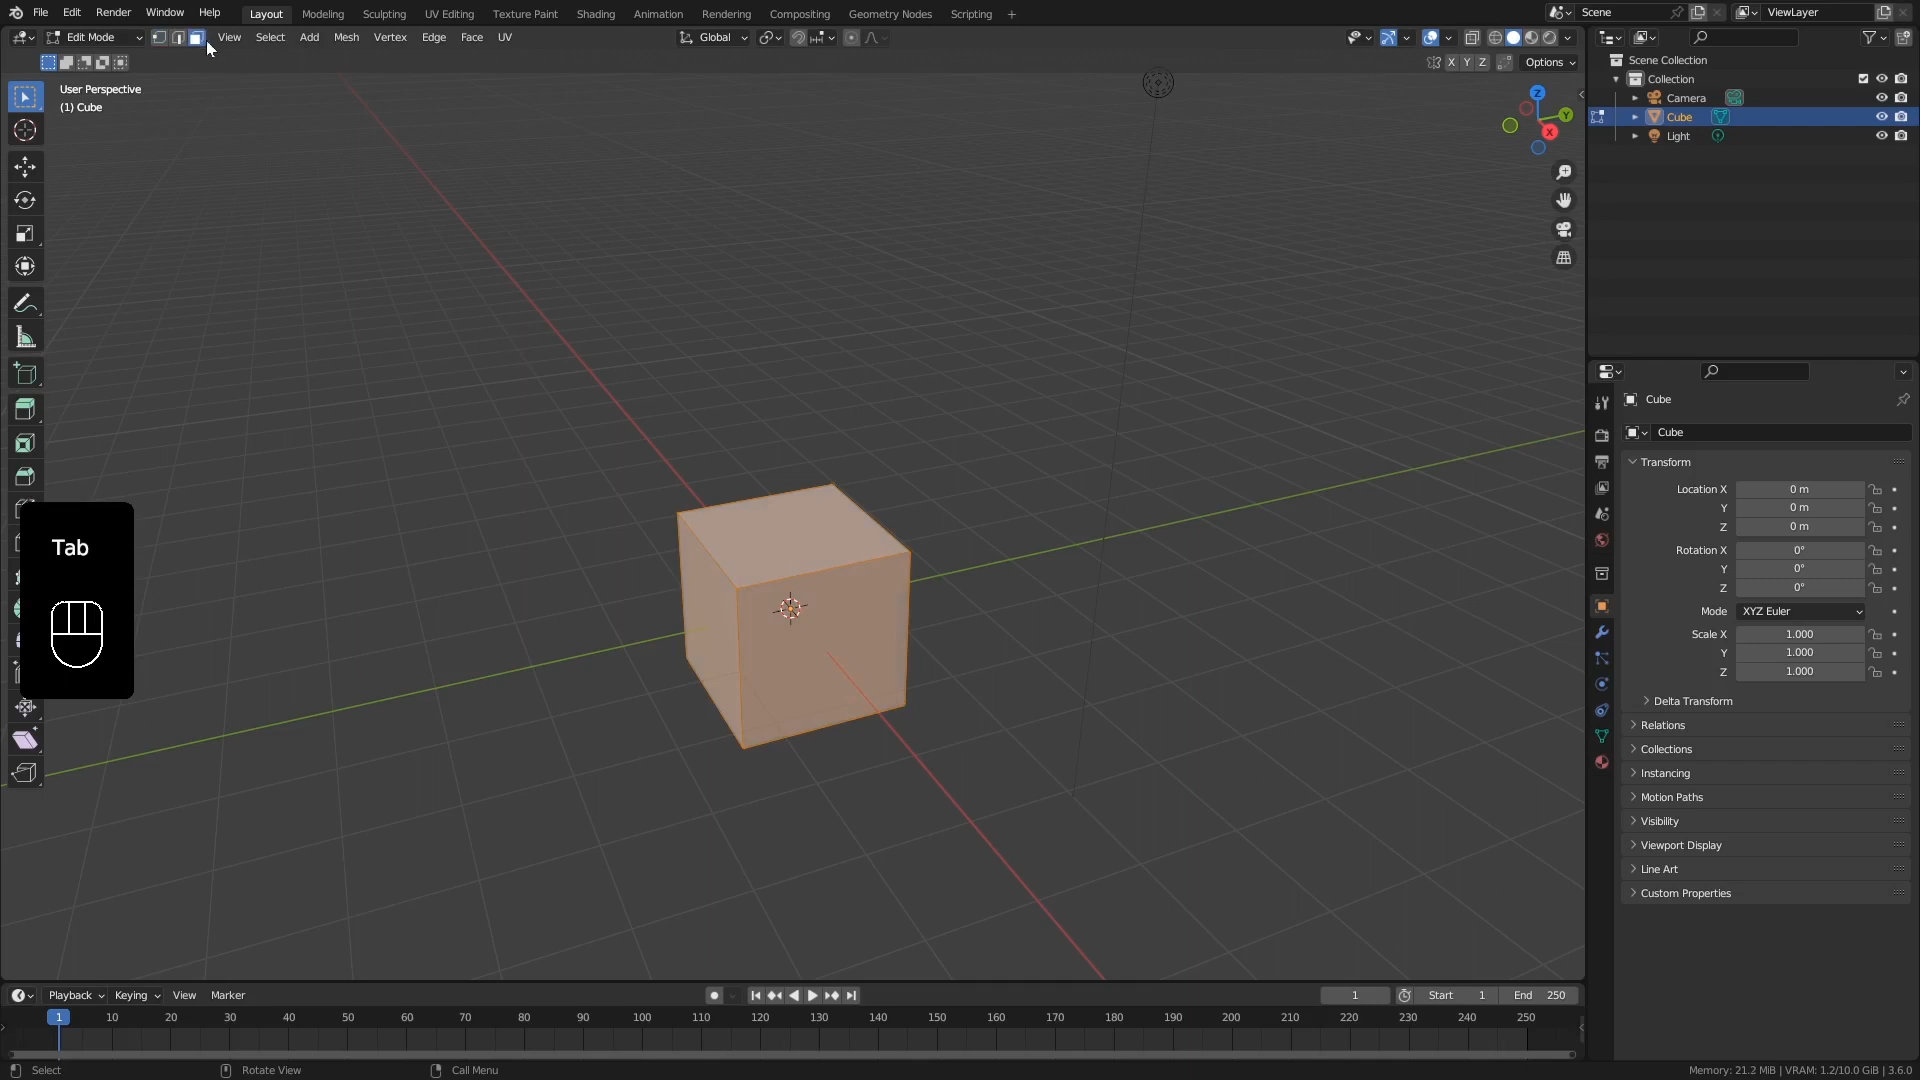 File Edit Render Window Help Layout Modeling Sculpting UV Editing Texture Paint Shading Animation Rendering Compositing Geometry Nodes Scripting + Scene ViewLayer
Edit Mode View Select Add Mesh Vertex Edge Face UV Global
X Y Z Options
User Perspective
(1) Cube
Z
Y
X
Tab
Scene Collection
Collection
Camera
Cube
Light
Cube
Cube
Transform
Location X 0 m
Y 0 m
Z 0 m
Rotation X 0°
Y 0°
Z 0°
Mode XYZ Euler
Scale X 1.000
Y 1.000
Z 1.000
Delta Transform
Relations
Collections
Instancing
Motion Paths
Visibility
Viewport Display
Line Art
Custom Properties
Playback Keying View Marker 1 Start 1 End 250
1 10 20 30 40 50 60 70 80 90 100 110 120 130 140 150 160 170 180 190 200 210 220 230 240 250
Select Rotate View Call Menu Memory: 21.2 MiB | VRAM: 1.2/10.0 GiB | 3.6.0